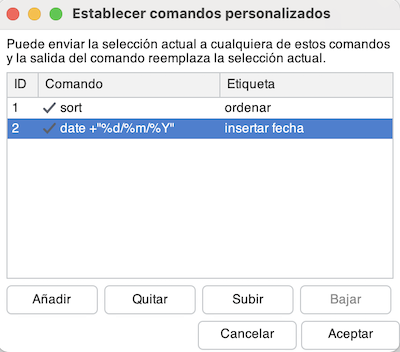 Establecer comandos personalizados
Puede enviar la selección actual a cualquiera de estos comandos
y la salida del comando reemplaza la selección actual.
ID Comando Etiqueta
1 sort ordenar
2 date +"%d/%m/%Y" insertar fecha
Añadir Quitar Subir Bajar
Cancelar Aceptar